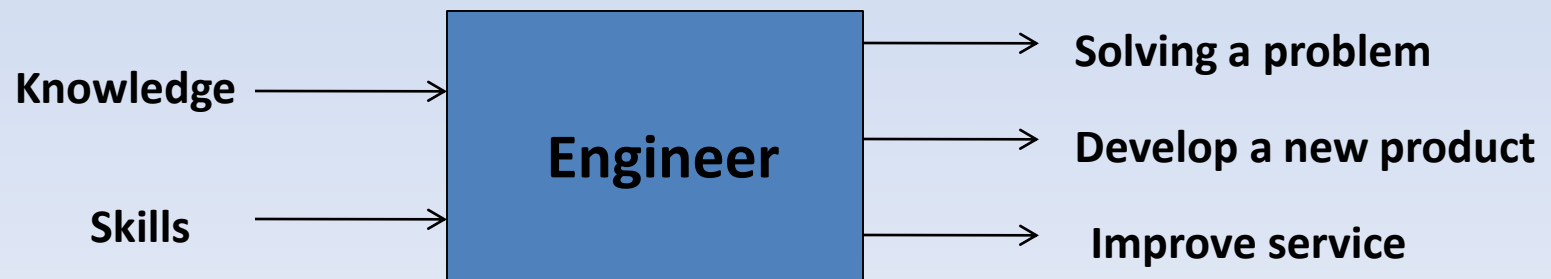 Knowledge
Skills
Engineer
Solving a problem
Develop a new product
Improve service